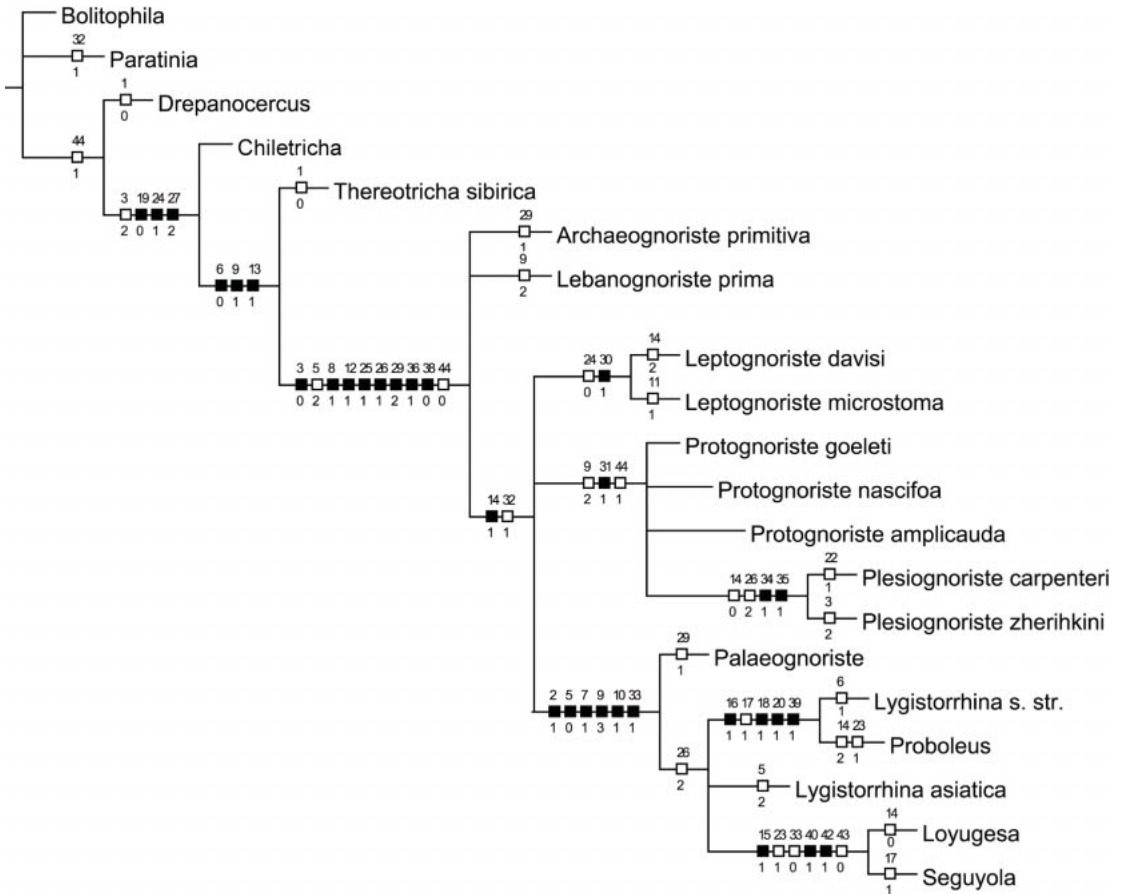 Bolitophila
32
Paratinia
1
1
Drepanocercus
0
44
1
Chiletricha
1
Thereotricha sibirica
0
3 19 24 27
2 0 1 2
29
Archaeognoriste primitiva
1
9
Lebanognoriste prima
2
6 9 13
0 1 1
14
Leptognoriste davisi
2
24 30
0 1
11
Leptognoriste microstoma
1
3 5 8 12 25 26 29 36 38 44
0 2 1 1 1 1 2 1 0 0
Protognoriste goeleti
9 31 44
2 1 1
Protognoriste nascifoa
14 32
1 1
Protognoriste amplicauda
22
Plesiognoriste carpenteri
1
14 26 34 35
0 2 1 1
3
Plesiognoriste zherihkini
2
29
Palaeognoriste
1
2 5 7 9 10 33
1 0 1 3 1 1
6
Lygistorrhina s. str.
1
16 17 18 20 39
1 1 1 1 1
14 23
Proboleus
2 1
26
2
5
Lygistorrhina asiatica
2
14
Loyugesa
0
15 23 33 40 42 43
1 1 0 1 1 0
17
Seguyola
1